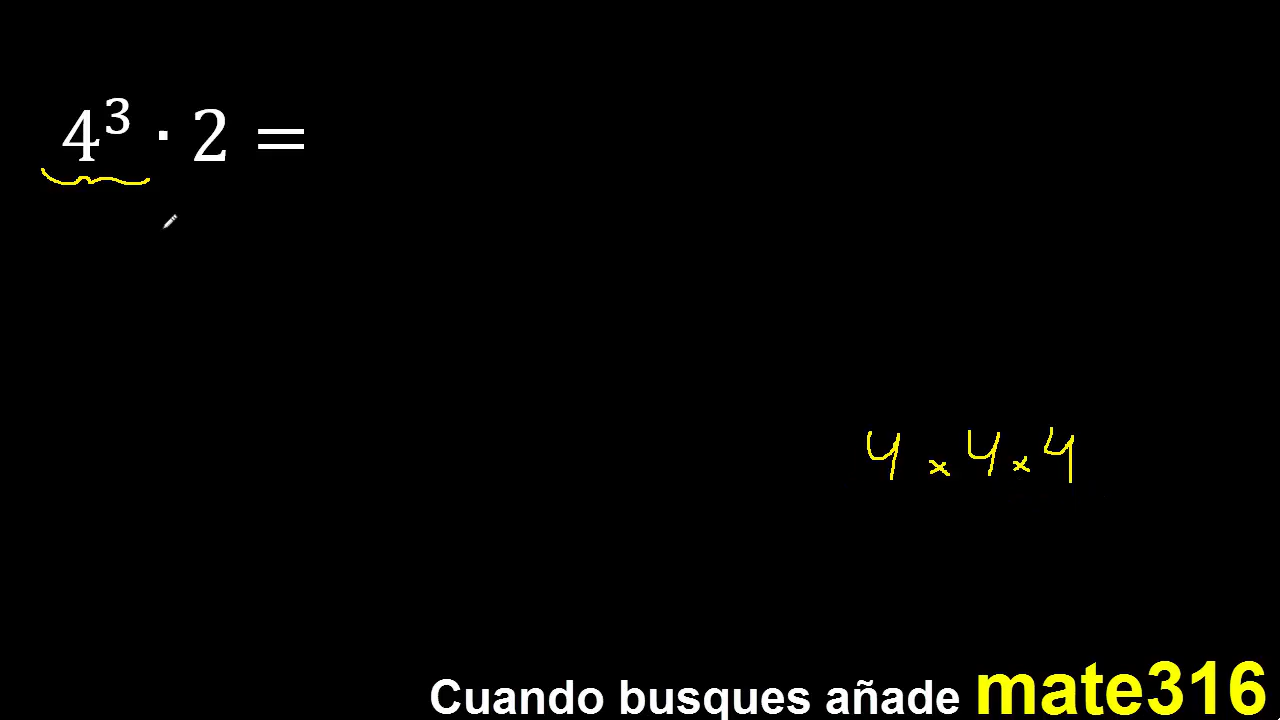 4³ · 2 =
4 × 4 × 4
Cuando busques añade mate316